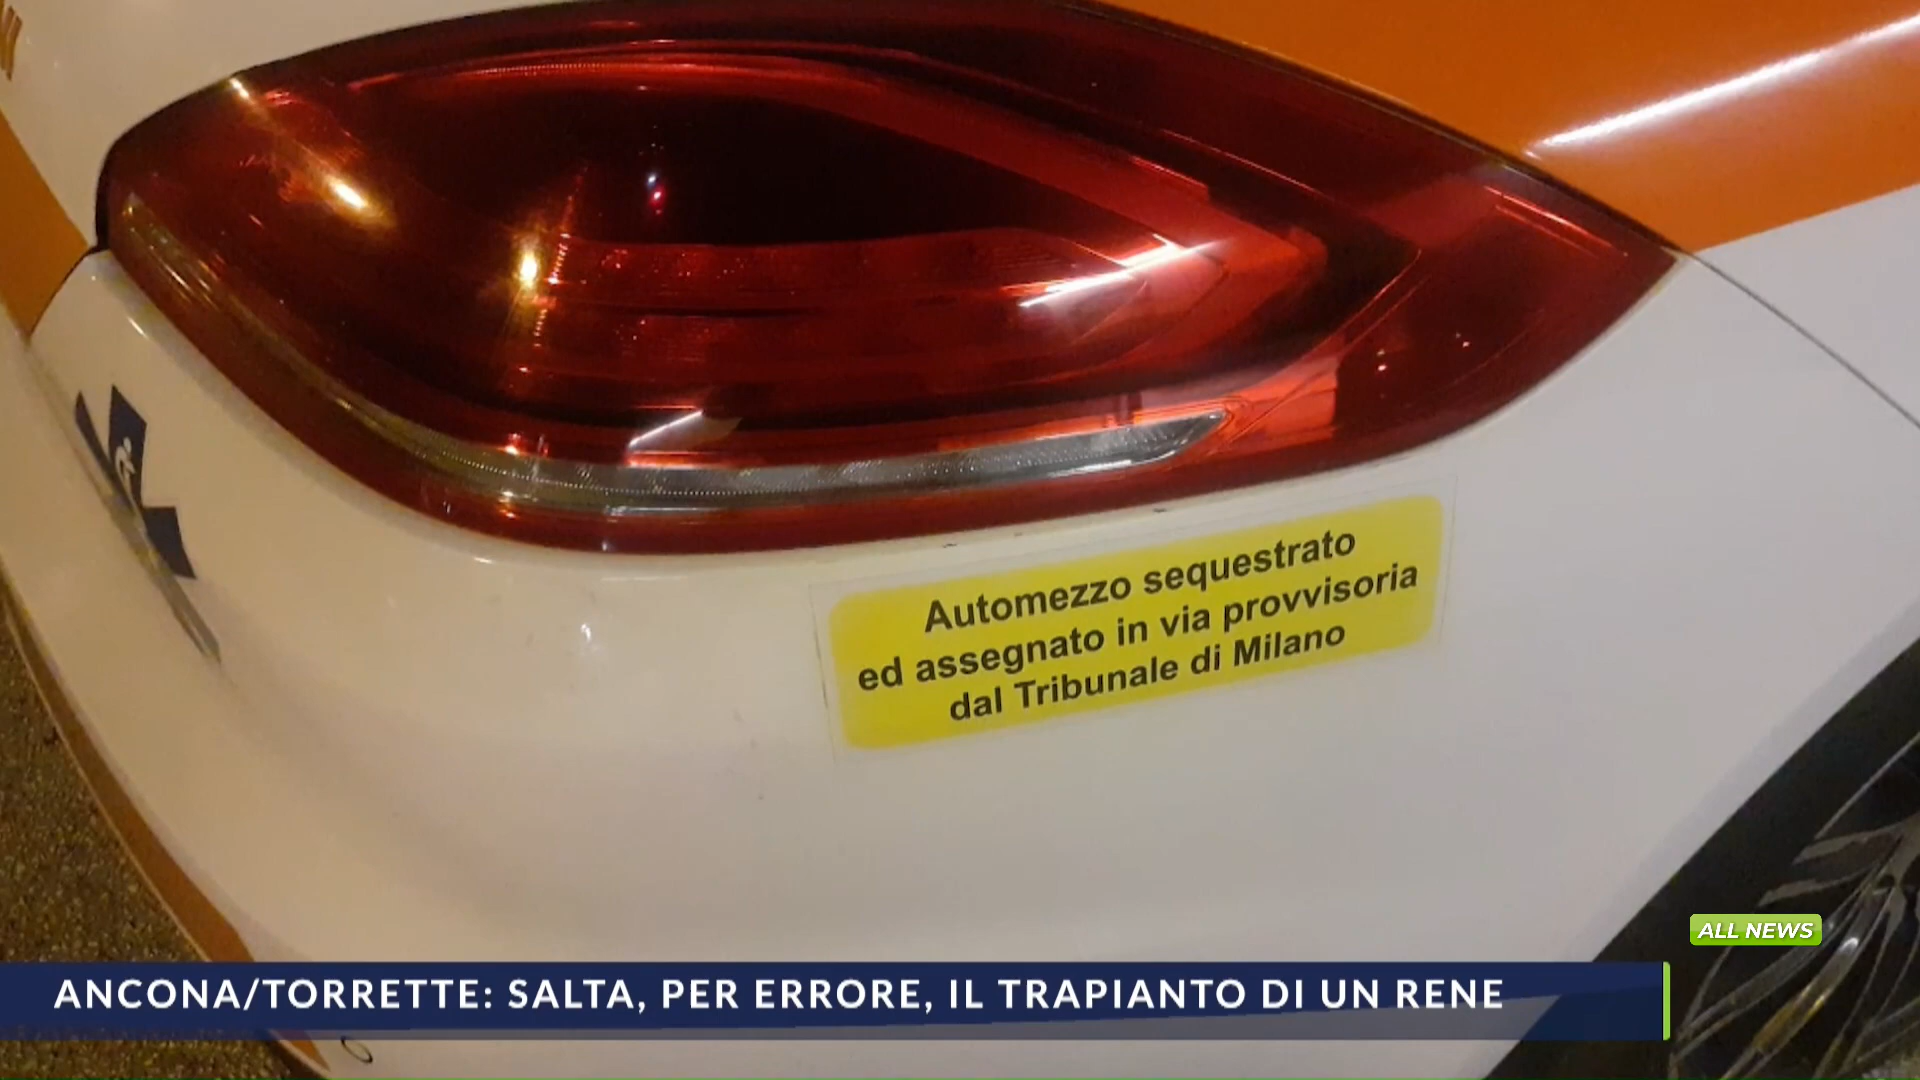 Automezzo sequestrato
ed assegnato in via provvisoria
dal Tribunale di Milano
ALL NEWS
ANCONA/TORRETTE: SALTA, PER ERRORE, IL TRAPIANTO DI UN RENE